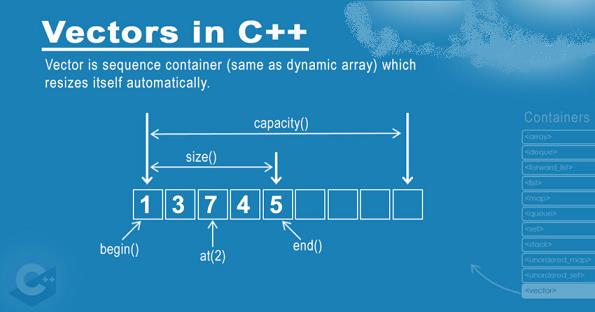 Vectors in C++
Vector is sequence container (same as dynamic array) which
resizes itself automatically.
capacity()
size()
1 3 7 4 5
begin()
at(2)
end()
Containers
<array>
<deque>
<forward_list>
<list>
<map>
<queue>
<set>
<stack>
<unordered_map>
<unordered_set>
<vector>
C++